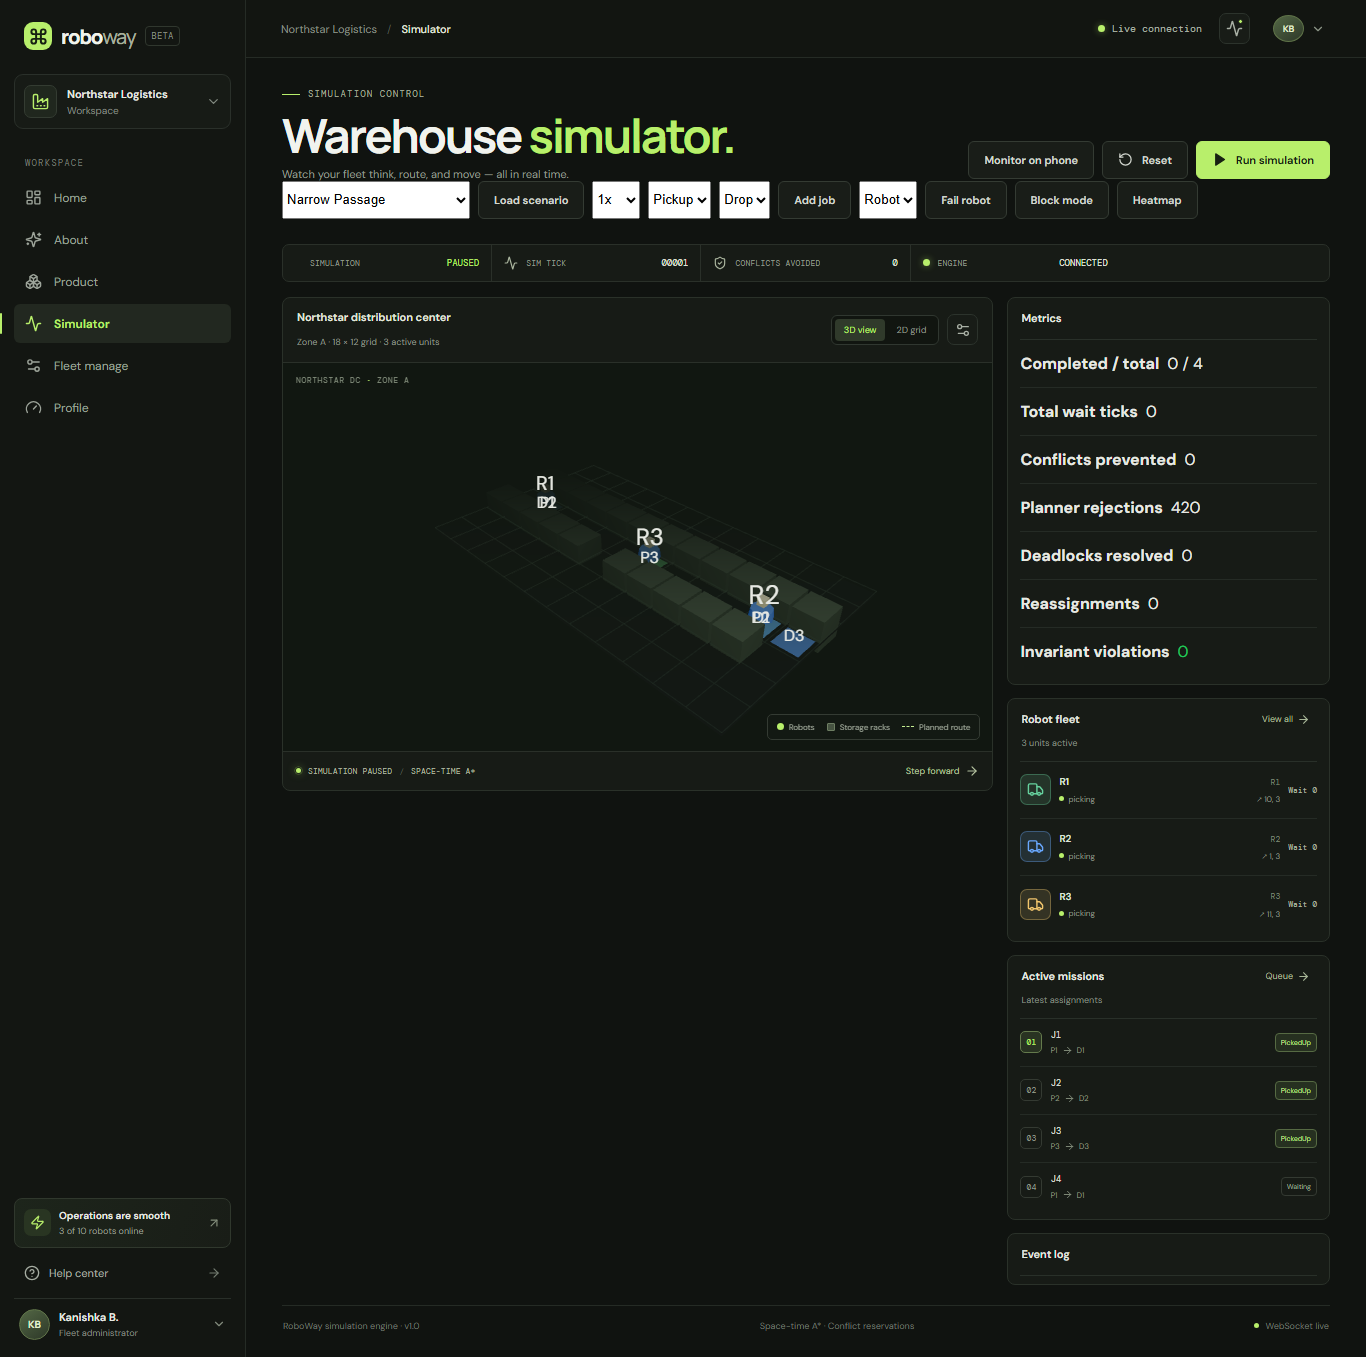 roboway BETA
Northstar Logistics
Workspace
WORKSPACE
Home
About
Product
Simulator
Fleet manage
Profile
Operations are smooth
3 of 10 robots online
Help center
KB
Kanishka B.
Fleet administrator
Northstar Logistics / Simulator
Live connection
KB
SIMULATION CONTROL
Warehouse simulator.
Watch your fleet think, route, and move — all in real time.
Monitor on phone
Reset
Run simulation
Narrow Passage
Load scenario
1x
Pickup
Drop
Add job
Robot
Fail robot
Block mode
Heatmap
SIMULATION PAUSED
SIM TICK 00001
CONFLICTS AVOIDED 0
ENGINE CONNECTED
Northstar distribution center
Zone A · 18 × 12 grid · 3 active units
3D view
2D grid
NORTHSTAR DC - ZONE A
R1
R3
P3
R2
D3
Robots
Storage racks
Planned route
SIMULATION PAUSED / SPACE-TIME A*
Step forward
Metrics
Completed / total 0 / 4
Total wait ticks 0
Conflicts prevented 0
Planner rejections 420
Deadlocks resolved 0
Reassignments 0
Invariant violations 0
Robot fleet
View all →
3 units active
R1
picking
R1
↗ 10, 3
Wait 0
R2
picking
R2
↗ 1, 3
Wait 0
R3
picking
R3
↗ 11, 3
Wait 0
Active missions
Queue →
Latest assignments
01
J1
P1 → D1
PickedUp
02
J2
P2 → D2
PickedUp
03
J3
P3 → D3
PickedUp
04
J4
P1 → D1
Waiting
Event log
RoboWay simulation engine · v1.0
Space-time A* · Conflict reservations
WebSocket live